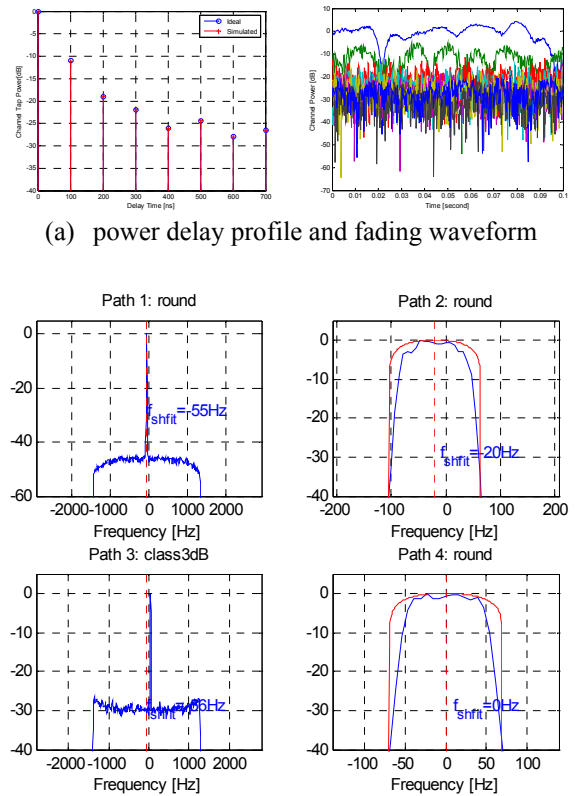 0
-5
-10
-15
-20
-25
-30
-35
-40
0 100 200 300 400 500 600 700
Delay Time [ns]
Channel Tap Power[dB]
Ideal
Simulated
10
0
-10
-20
-30
-40
-50
-60
-70
0 0.01 0.02 0.03 0.04 0.05 0.06 0.07 0.08 0.09 0.1
Time [second]
Channel Power [dB]
(a) power delay profile and fading waveform
Path 1: round
0
-20
-40
-60
f_shfit=-55Hz
-2000 -1000 0 1000 2000
Frequency [Hz]
Path 2: round
0
-10
-20
-30
-40
f_shfit=-20Hz
-200 -100 0 100 200
Frequency [Hz]
Path 3: class3dB
0
-10
-20
-30
-40
-2000 -1000 0 1000 2000
Frequency [Hz]
Path 4: round
0
-10
-20
-30
-40
f_shfit=0Hz
-100 -50 0 50 100
Frequency [Hz]